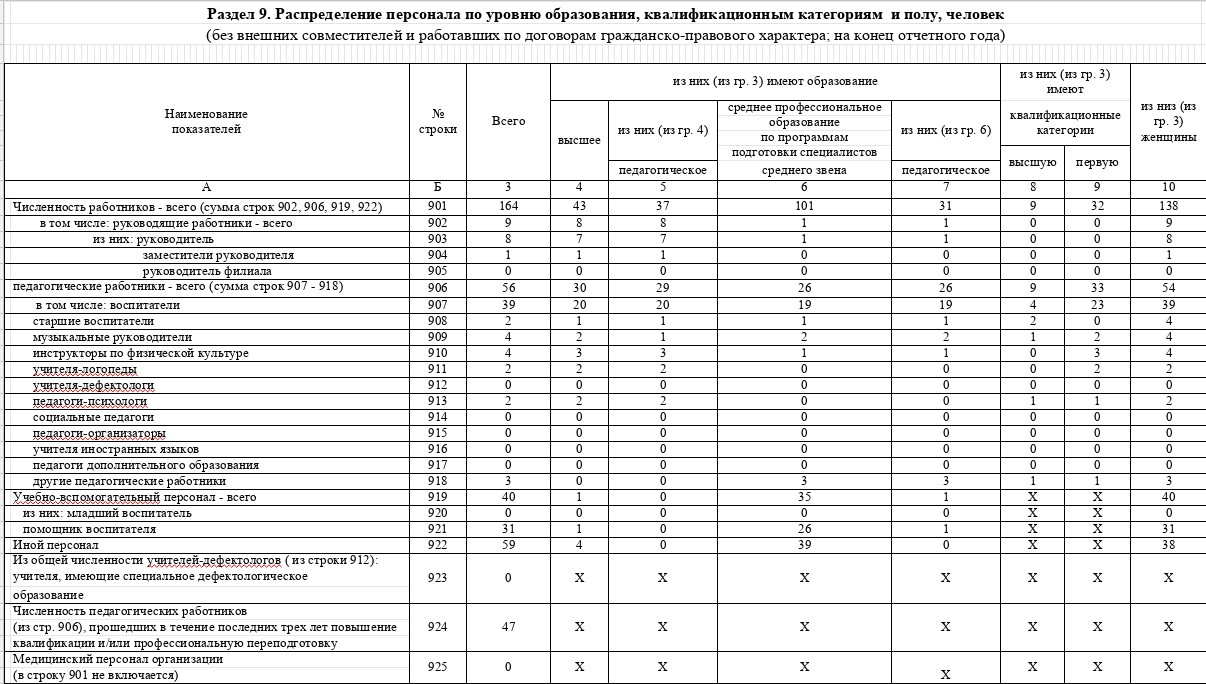 Раздел 9. Распределение персонала по уровню образования, квалификационным категориям и полу, человек
(без внешних совместителей и работавших по договорам гражданско-правового характера; на конец отчетного года)
Наименование
показателей
№
строки
Всего
из них (из гр. 3) имеют образование
высшее
из них (из гр. 4)
педагогическое
среднее профессиональное
образование
по программам
подготовки специалистов
среднего звена
из них (из гр. 6)
педагогическое
из них (из гр. 3)
имеют
квалификационные
категории
высшую
первую
из низ (из
гр. 3)
женщины
А Б 3 4 5 6 7 8 9 10
Численность работников - всего (сумма строк 902, 906, 919, 922) 901 164 43 37 101 31 9 32 138
в том числе: руководящие работники - всего 902 9 8 8 1 1 0 0 9
из них: руководитель 903 8 7 7 1 1 0 0 8
заместители руководителя 904 1 1 1 0 0 0 0 1
руководитель филиала 905 0 0 0 0 0 0 0 0
педагогические работники - всего (сумма строк 907 - 918) 906 56 30 29 26 26 9 33 54
в том числе: воспитатели 907 39 20 20 19 19 4 23 39
старшие воспитатели 908 2 1 1 1 1 2 0 4
музыкальные руководители 909 4 2 1 2 2 1 2 4
инструкторы по физической культуре 910 4 3 3 1 1 0 3 4
учителя-логопеды 911 2 2 2 0 0 0 2 2
учителя-дефектологи 912 0 0 0 0 0 0 0 0
педагоги-психологи 913 2 2 2 0 0 1 1 2
социальные педагоги 914 0 0 0 0 0 0 0 0
педагоги-организаторы 915 0 0 0 0 0 0 0 0
учителя иностранных языков 916 0 0 0 0 0 0 0 0
педагоги дополнительного образования 917 0 0 0 0 0 0 0 0
другие педагогические работники 918 3 0 0 3 3 1 1 3
Учебно-вспомогательный персонал - всего 919 40 1 0 35 1 X X 40
из них: младший воспитатель 920 0 0 0 0 0 X X 0
помощник воспитателя 921 31 1 0 26 1 X X 31
Иной персонал 922 59 4 0 39 0 X X 38
Из общей численности учителей-дефектологов ( из строки 912):
учителя, имеющие специальное дефектологическое
образование
923 0 X X X X X X X
Численность педагогических работников
(из стр. 906), прошедших в течение последних трех лет повышение
квалификации и/или профессиональную переподготовку
924 47 X X X X X X X
Медицинский персонал организации
(в строку 901 не включается)
925 0 X X X X X X X